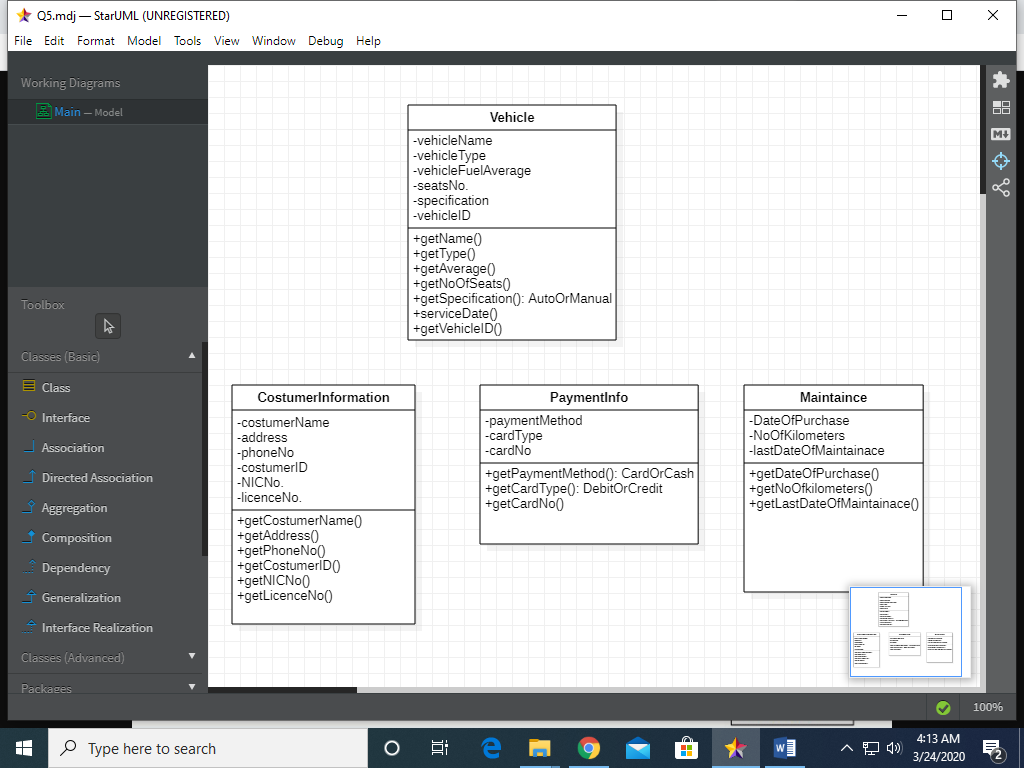 Q5.mdj — StarUML (UNREGISTERED)
File Edit Format Model Tools View Window Debug Help
Working Diagrams
Main — Model
Toolbox
Classes (Basic)
Class
Interface
Association
Directed Association
Aggregation
Composition
Dependency
Generalization
Interface Realization
Classes (Advanced)
Packages
Vehicle
-vehicleName
-vehicleType
-vehicleFuelAverage
-seatsNo.
-specification
-vehicleID
+getName()
+getType()
+getAverage()
+getNoOfSeats()
+getSpecification(): AutoOrManual
+serviceDate()
+getVehicleID()
CostumerInformation
-costumerName
-address
-phoneNo
-costumerID
-NICNo.
-licenceNo.
+getCostumerName()
+getAddress()
+getPhoneNo()
+getCostumerID()
+getNICNo()
+getLicenceNo()
PaymentInfo
-paymentMethod
-cardType
-cardNo
+getPaymentMethod(): CardOrCash
+getCardType(): DebitOrCredit
+getCardNo()
Maintaince
-DateOfPurchase
-NoOfKilometers
-lastDateOfMaintainace
+getDateOfPurchase()
+getNoOfkilometers()
+getLastDateOfMaintainace()
M
100%
Type here to search
W
4:13 AM
3/24/2020
2